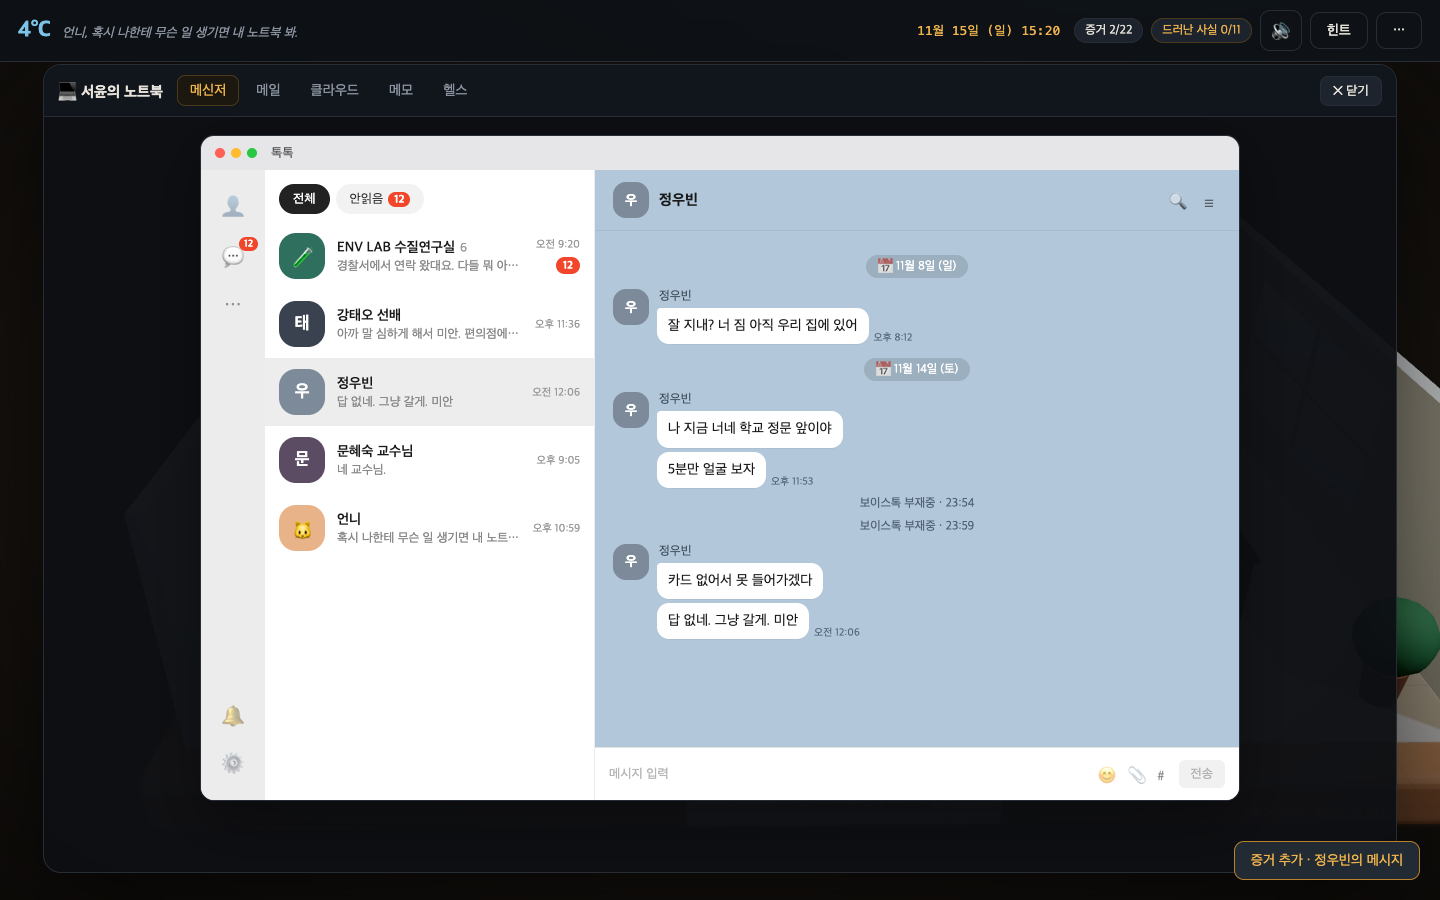 4°C
언니, 혹시 나한테 무슨 일 생기면 내 노트북 봐.
11월 15일 (일) 15:20
증거 2/22
드러난 사실 0/11
힌트
···
서윤의 노트북
메신저
메일
클라우드
메모
헬스
✕ 닫기
톡톡
전체
안읽음 12
12
ENV LAB 수질연구실 6
오전 9:20
경찰서에서 연락 왔대요. 다들 뭐 아···
12
태
강태오 선배
오후 11:36
아까 말 심하게 해서 미안. 편의점에···
우
정우빈
오전 12:06
답 없네. 그냥 갈게. 미안
문
문혜숙 교수님
오후 9:05
네 교수님.
언니
오후 10:59
혹시 나한테 무슨 일 생기면 내 노트···
우
정우빈
11월 8일 (일)
우
정우빈
잘 지내? 너 짐 아직 우리 집에 있어
오후 8:12
11월 14일 (토)
우
정우빈
나 지금 너네 학교 정문 앞이야
5분만 얼굴 보자
오후 11:53
보이스톡 부재중 · 23:54
보이스톡 부재중 · 23:59
우
정우빈
카드 없어서 못 들어가겠다
답 없네. 그냥 갈게. 미안
오전 12:06
메시지 입력
#
전송
증거 추가 · 정우빈의 메시지